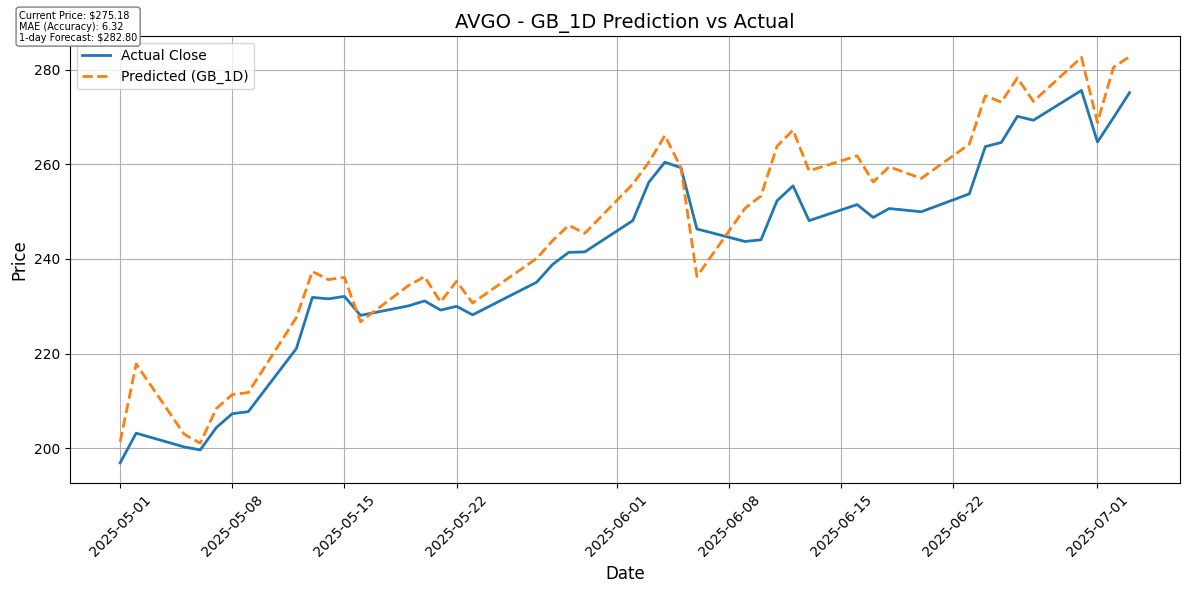 Current Price: $275.18
MAE (Accuracy): 6.32
1-day Forecast: $282.80
AVGO - GB_1D Prediction vs Actual
Actual Close
Predicted (GB_1D)
280
260
240
220
200
Price
2025-05-01
2025-05-08
2025-05-15
2025-05-22
2025-06-01
2025-06-08
2025-06-15
2025-06-22
2025-07-01
Date